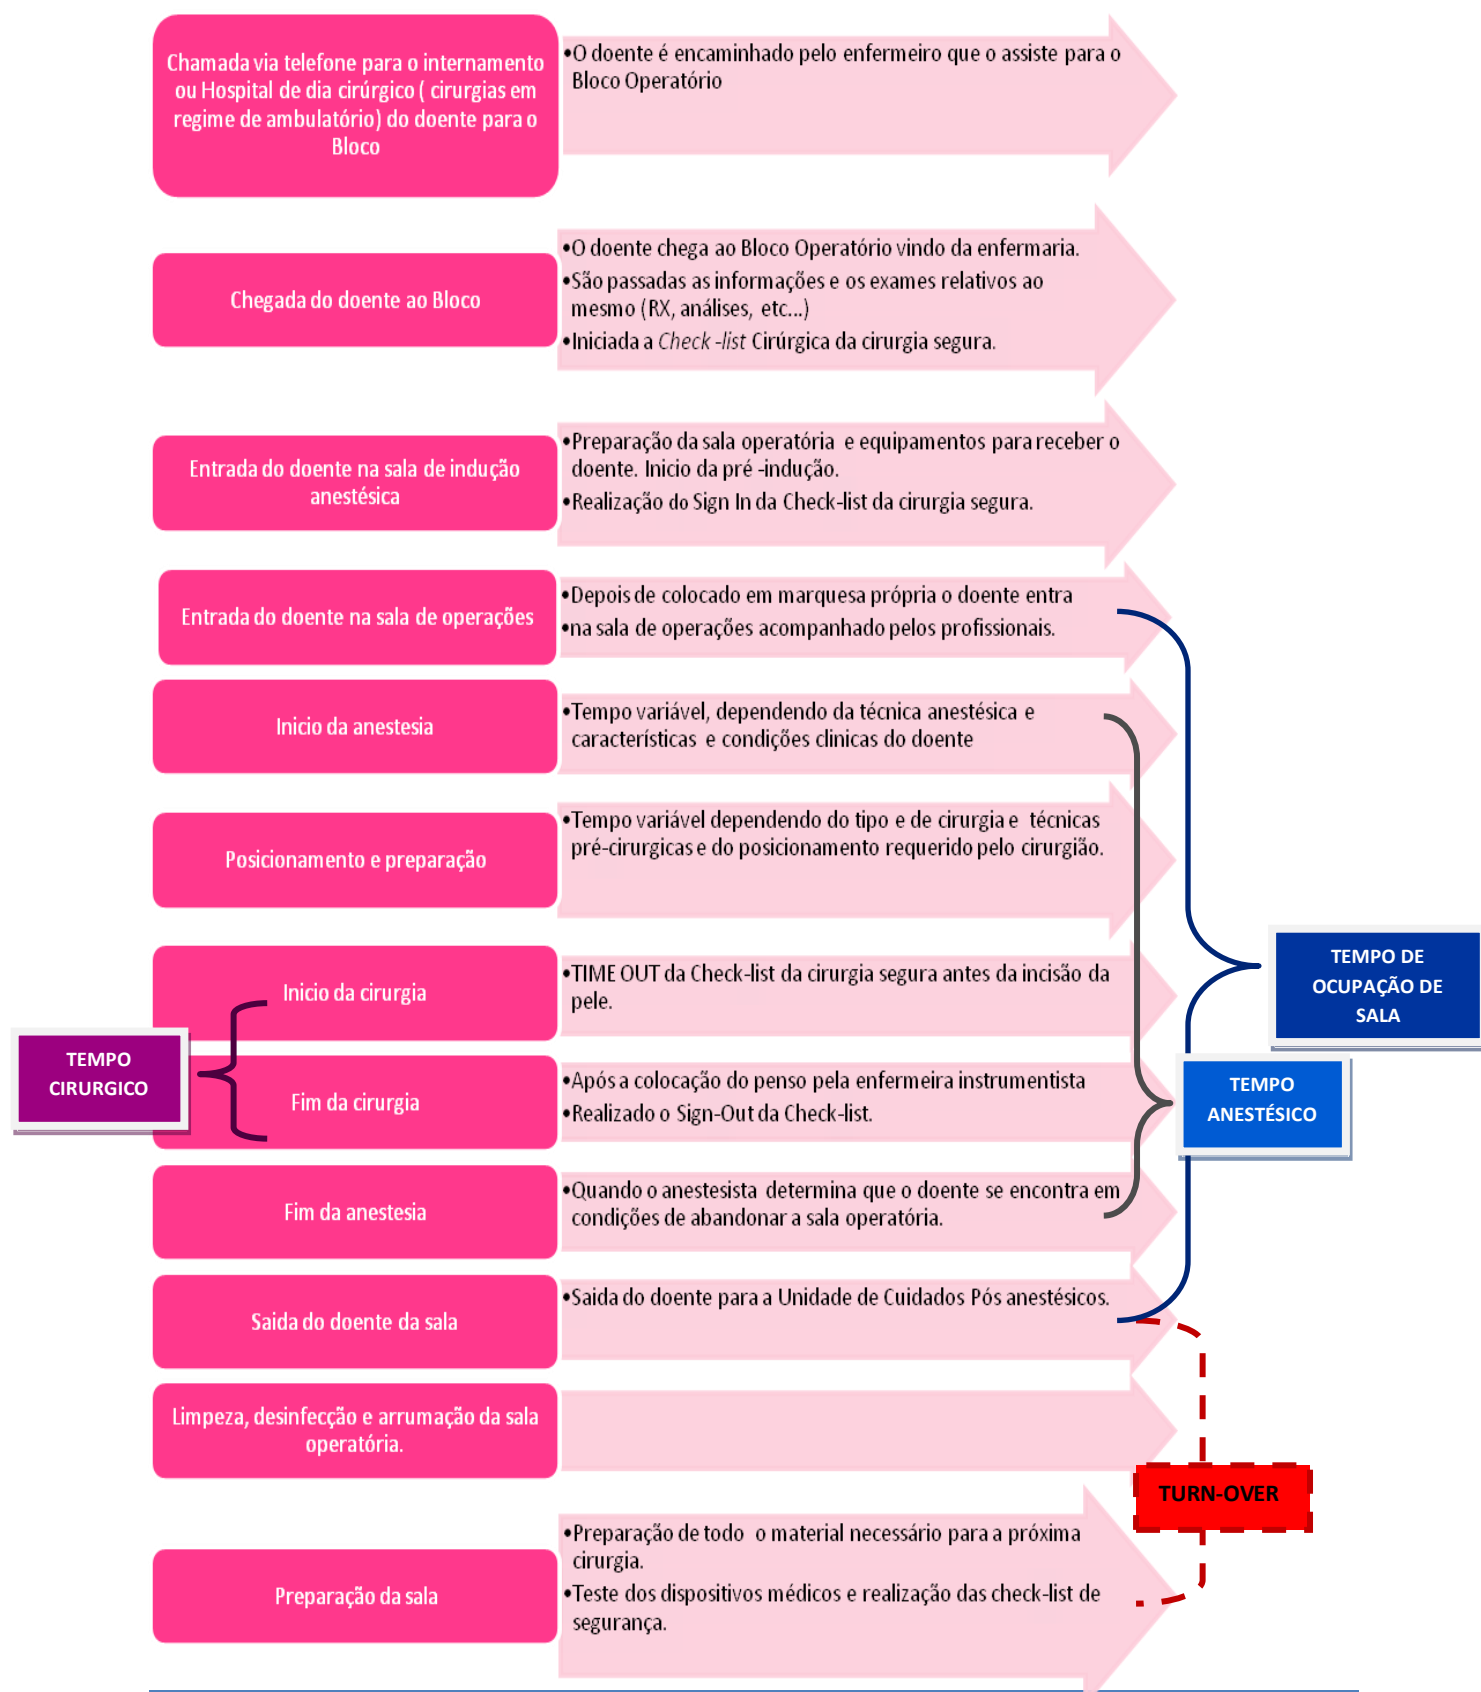 Chamada via telefone para o internamento
ou Hospital de dia cirúrgico ( cirurgias em
regime de ambulatório) do doente para o
Bloco
•O doente é encaminhado pelo enfermeiro que o assiste para o
Bloco Operatório
Chegada do doente ao Bloco
•O doente chega ao Bloco Operatório vindo da enfermaria.
•São passadas as informações e os exames relativos ao
mesmo (RX, análises, etc...)
•Iniciada a Check -list Cirúrgica da cirurgia segura.
Entrada do doente na sala de indução
anestésica
•Preparação da sala operatória e equipamentos para receber o
doente. Inicio da pré -indução.
•Realização do Sign In da Check-list da cirurgia segura.
Entrada do doente na sala de operações
•Depois de colocado em marquesa própria o doente entra
•na sala de operações acompanhado pelos profissionais.
Inicio da anestesia
•Tempo variável, dependendo da técnica anestésica e
características e condições clinicas do doente
Posicionamento e preparação
•Tempo variável dependendo do tipo e de cirurgia e técnicas
pré-cirurgicas e do posicionamento requerido pelo cirurgião.
Inicio da cirurgia
•TIME OUT da Check-list da cirurgia segura antes da incisão da
pele.
TEMPO DE
OCUPAÇÃO DE
SALA
TEMPO
CIRURGICO
Fim da cirurgia
•Após a colocação do penso pela enfermeira instrumentista
•Realizado o Sign-Out da Check-list.
TEMPO
ANESTÉSICO
Fim da anestesia
•Quando o anestesista determina que o doente se encontra em
condições de abandonar a sala operatória.
Saida do doente da sala
•Saida do doente para a Unidade de Cuidados Pós anestésicos.
Limpeza, desinfecção e arrumação da sala
operatória.
TURN-OVER
Preparação da sala
•Preparação de todo o material necessário para a próxima
cirurgia.
•Teste dos dispositivos médicos e realização das check-list de
segurança.